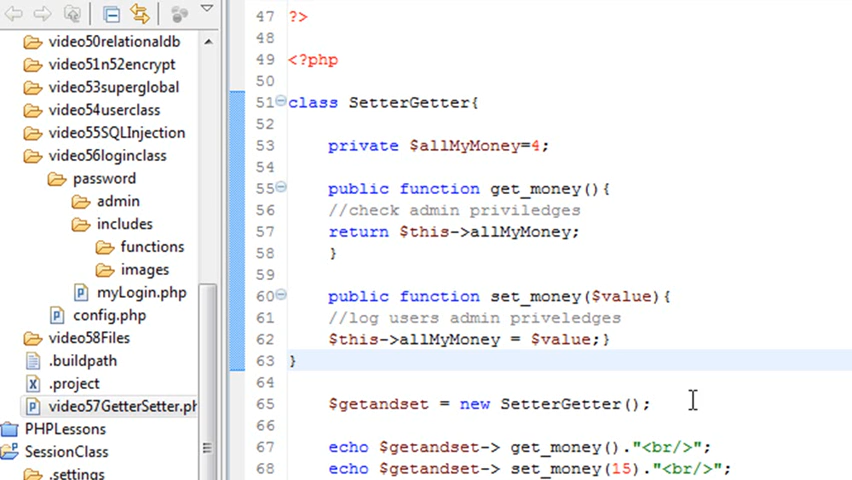 video50relationaldb
video51n52encrypt
video53superglobal
video54userclass
video55SQLInjection
video56loginclass
password
admin
includes
functions
images
myLogin.php
config.php
video58Files
.buildpath
.project
video57GetterSetter.ph
PHPLessons
SessionClass
.settings
47 ?>
48
49 <?php
50
51 class SetterGetter{
52
53 private $allMyMoney=4;
54
55 public function get_money(){
56 //check admin priviledges
57 return $this->allMyMoney;
58 }
59
60 public function set_money($value){
61 //log users admin priveledges
62 $this->allMyMoney = $value;}
63 }
64
65 $getandset = new SetterGetter();
66
67 echo $getandset-> get_money()."<br/>";
68 echo $getandset-> set_money(15)."<br/>";